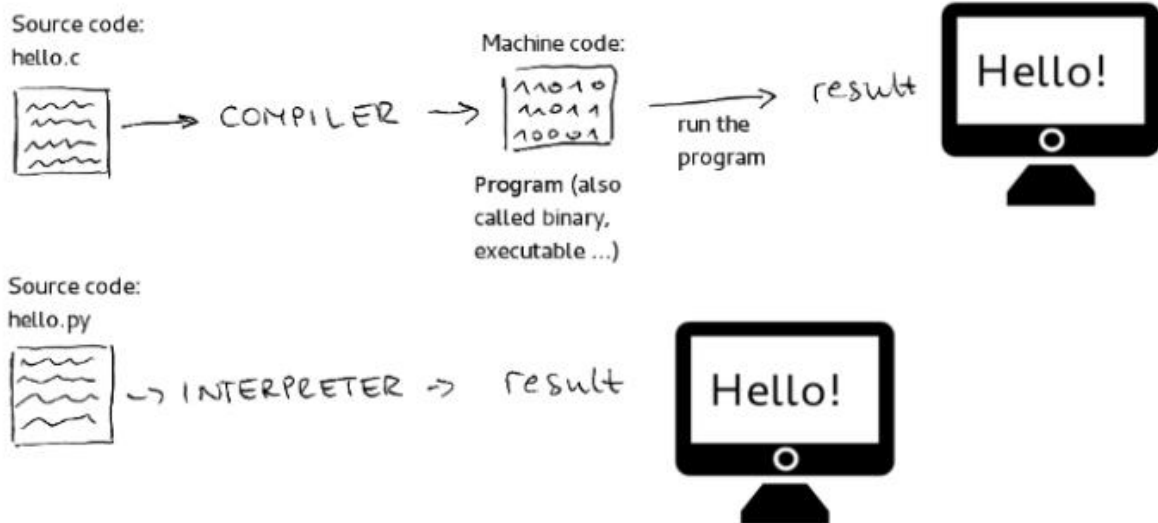 Source code:
hello.c
COMPILER
Machine code:
11010
11011
10001
Program (also
called binary,
executable ...)
run the
program
result
Hello!
Source code:
hello.py
INTERPRETER
result
Hello!